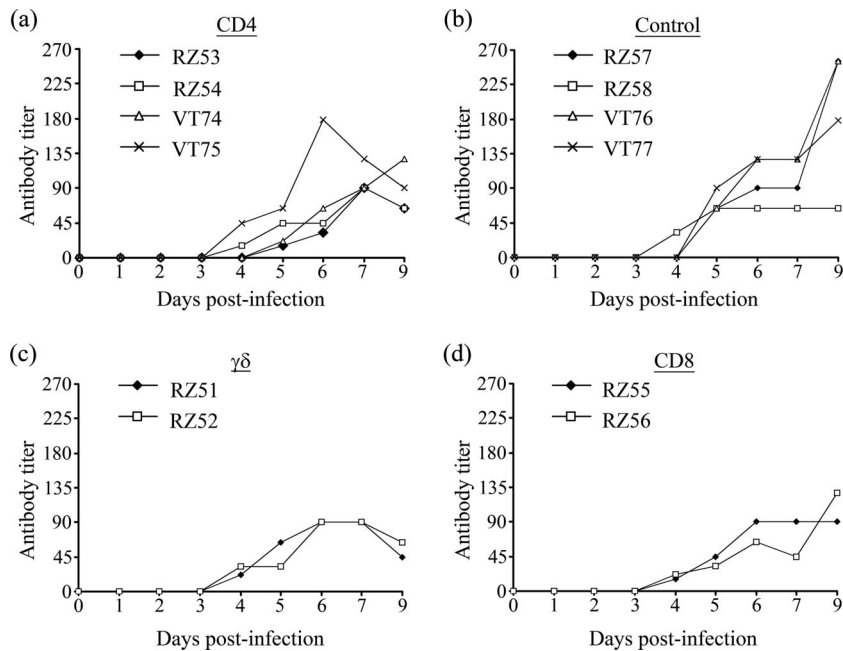 (a)
CD4
270
225
180
135
90
45
0
Antibody titer
RZ53
RZ54
VT74
VT75
0 1 2 3 4 5 6 7 9
Days post-infection
(b)
Control
270
225
180
135
90
45
0
Antibody titer
RZ57
RZ58
VT76
VT77
0 1 2 3 4 5 6 7 9
Days post-infection
(c)
γδ
270
225
180
135
90
45
0
Antibody titer
RZ51
RZ52
0 1 2 3 4 5 6 7 9
Days post-infection
(d)
CD8
270
225
180
135
90
45
0
Antibody titer
RZ55
RZ56
0 1 2 3 4 5 6 7 9
Days post-infection